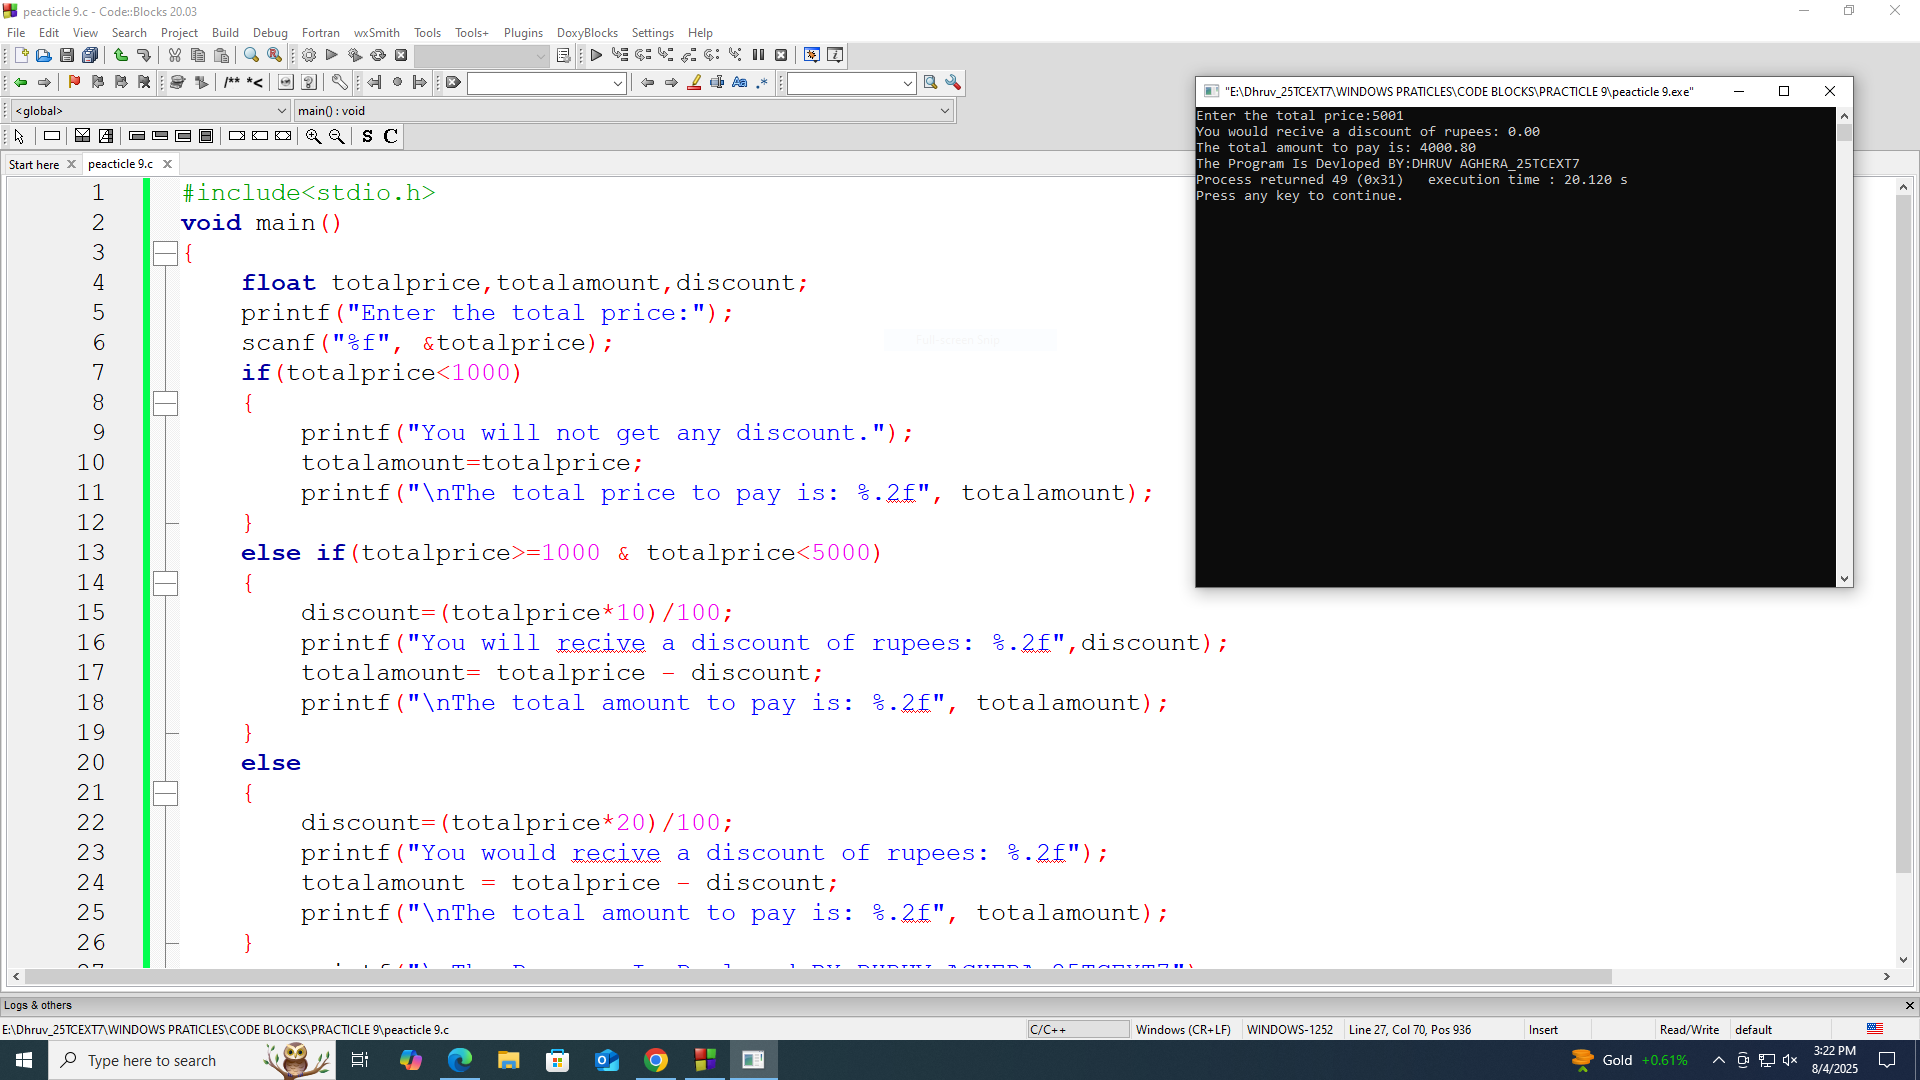 peacticle 9.c - Code::Blocks 20.03
File Edit View Search Project Build Debug Fortran wxSmith Tools Tools+ Plugins DoxyBlocks Settings Help
/** *<
Aa .*
<global> main() : void
S C
Start here peacticle 9.c
1 #include<stdio.h>
2 void main()
3 {
4 float totalprice,totalamount,discount;
5 printf("Enter the total price:");
6 scanf("%f", &totalprice);
7 if(totalprice<1000)
8 {
9 printf("You will not get any discount.");
10 totalamount=totalprice;
11 printf("\nThe total price to pay is: %.2f", totalamount);
12 }
13 else if(totalprice>=1000 & totalprice<5000)
14 {
15 discount=(totalprice*10)/100;
16 printf("You will recive a discount of rupees: %.2f",discount);
17 totalamount= totalprice - discount;
18 printf("\nThe total amount to pay is: %.2f", totalamount);
19 }
20 else
21 {
22 discount=(totalprice*20)/100;
23 printf("You would recive a discount of rupees: %.2f");
24 totalamount = totalprice - discount;
25 printf("\nThe total amount to pay is: %.2f", totalamount);
26 }
"E:\Dhruv_25TCEXT7\WINDOWS PRATICLES\CODE BLOCKS\PRACTICLE 9\peacticle 9.exe"
Enter the total price:5001
You would recive a discount of rupees: 0.00
The total amount to pay is: 4000.80
The Program Is Devloped BY:DHRUV AGHERA_25TCEXT7
Process returned 49 (0x31) execution time : 20.120 s
Press any key to continue.
Logs & others
E:\Dhruv_25TCEXT7\WINDOWS PRATICLES\CODE BLOCKS\PRACTICLE 9\peacticle 9.c C/C++ Windows (CR+LF) WINDOWS-1252 Line 27, Col 70, Pos 936 Insert Read/Write default
Type here to search
Gold +0.61%
3:22 PM
8/4/2025